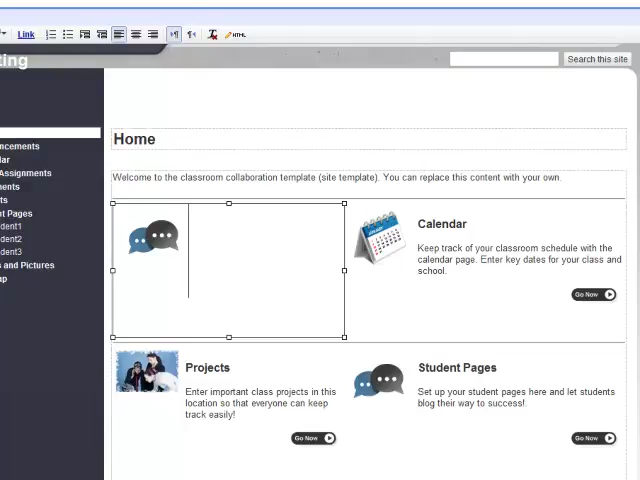 Link
HTML
ting
Search this site
ncements
dar
Assignments
ments
ts
nt Pages
dent1
dent2
dent3
s and Pictures
ap
Home
Welcome to the classroom collaboration template (site template). You can replace this content with your own.
Calendar
Keep track of your classroom schedule with the
calendar page. Enter key dates for your class and
school.
Go Now
Projects
Enter important class projects in this
location so that everyone can keep
track easily!
Go Now
Student Pages
Set up your student pages here and let students
blog their way to success!.
Go Now